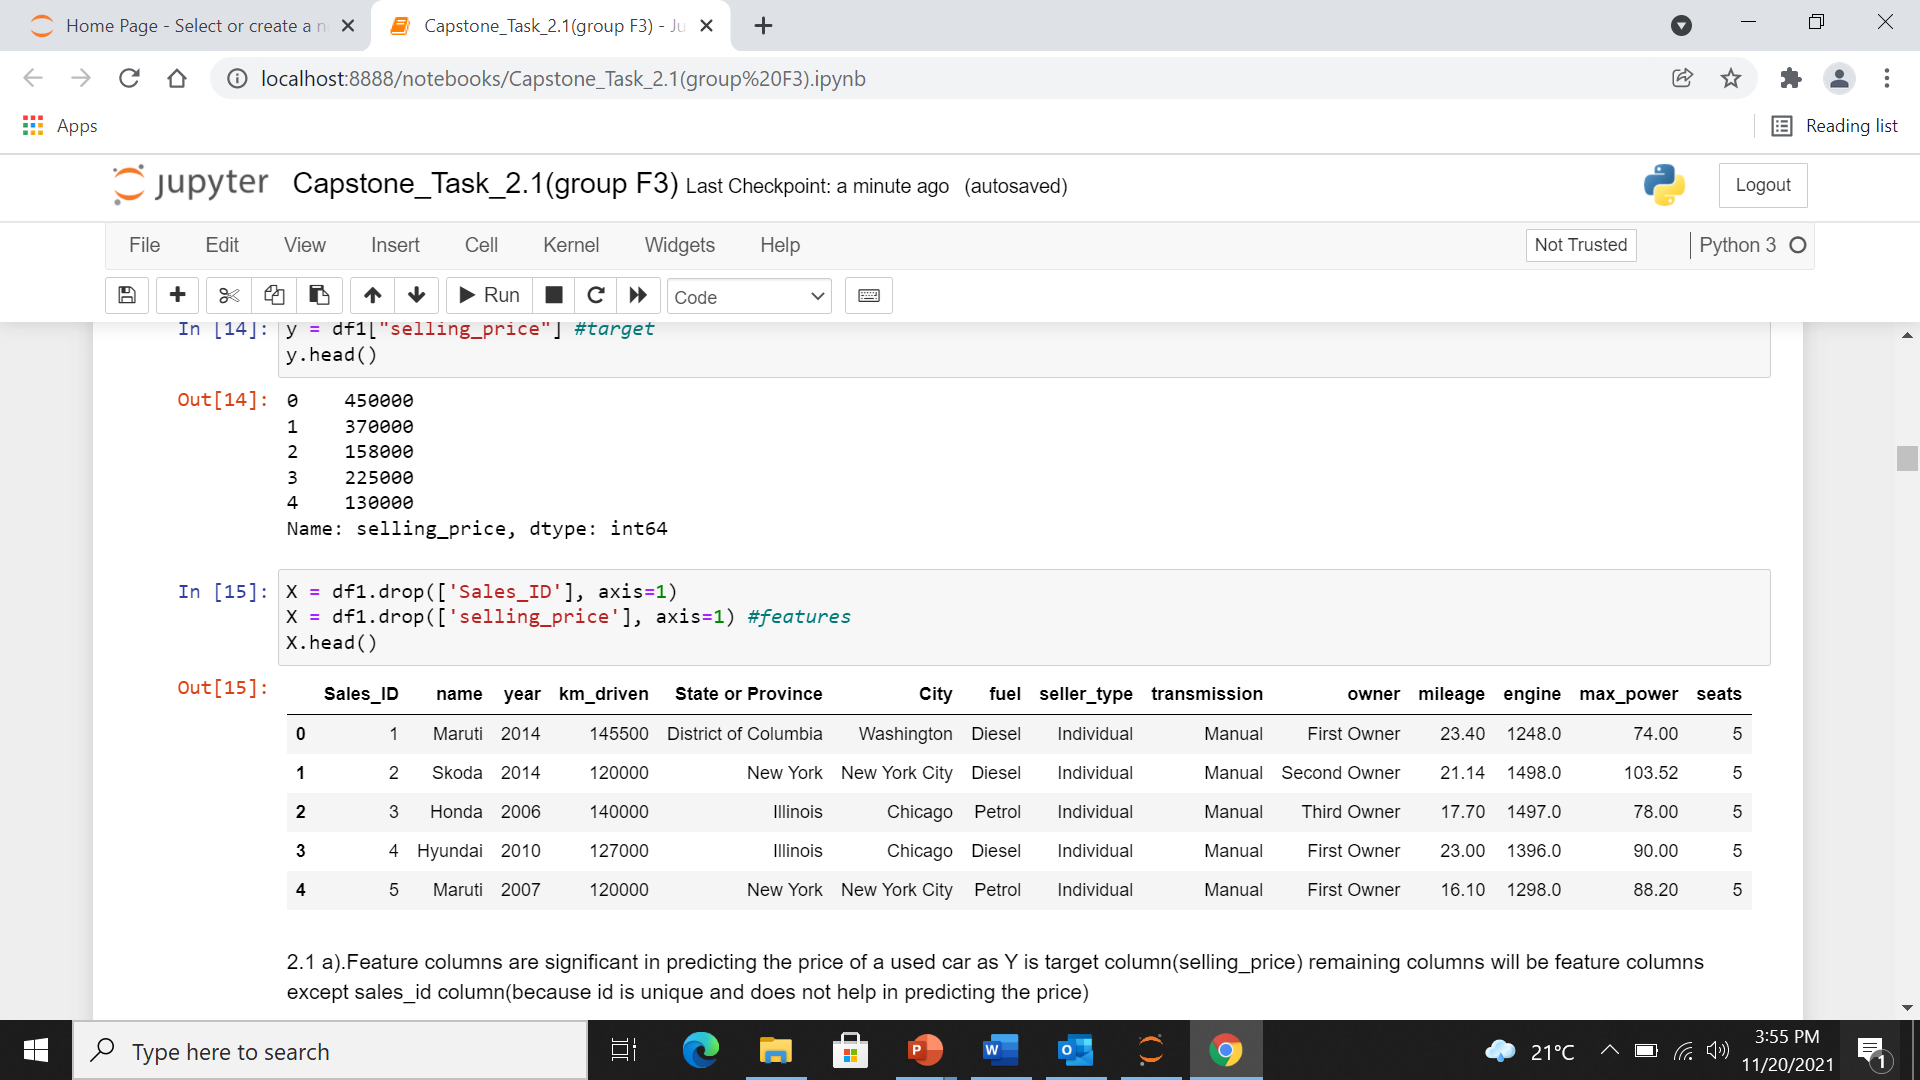 Home Page - Select or create a n
Capstone_Task_2.1(group F3) - Ju
localhost:8888/notebooks/Capstone_Task_2.1(group%20F3).ipynb
Apps
Reading list
jupyter Capstone_Task_2.1(group F3) Last Checkpoint: a minute ago (autosaved)
Logout
File Edit View Insert Cell Kernel Widgets Help
Not Trusted
Python 3
Run
Code
In [14]: y = df1["selling_price"] #target
y.head()
Out[14]: 0 450000
1 370000
2 158000
3 225000
4 130000
Name: selling_price, dtype: int64
In [15]: X = df1.drop(['Sales_ID'], axis=1)
X = df1.drop(['selling_price'], axis=1) #features
X.head()
Out[15]:
Sales_ID name year km_driven State or Province City fuel seller_type transmission owner mileage engine max_power seats
0 1 Maruti 2014 145500 District of Columbia Washington Diesel Individual Manual First Owner 23.40 1248.0 74.00 5
1 2 Skoda 2014 120000 New York New York City Diesel Individual Manual Second Owner 21.14 1498.0 103.52 5
2 3 Honda 2006 140000 Illinois Chicago Petrol Individual Manual Third Owner 17.70 1497.0 78.00 5
3 4 Hyundai 2010 127000 Illinois Chicago Diesel Individual Manual First Owner 23.00 1396.0 90.00 5
4 5 Maruti 2007 120000 New York New York City Petrol Individual Manual First Owner 16.10 1298.0 88.20 5
2.1 a).Feature columns are significant in predicting the price of a used car as Y is target column(selling_price) remaining columns will be feature columns
except sales_id column(because id is unique and does not help in predicting the price)
Type here to search
21°C
3:55 PM
11/20/2021
1